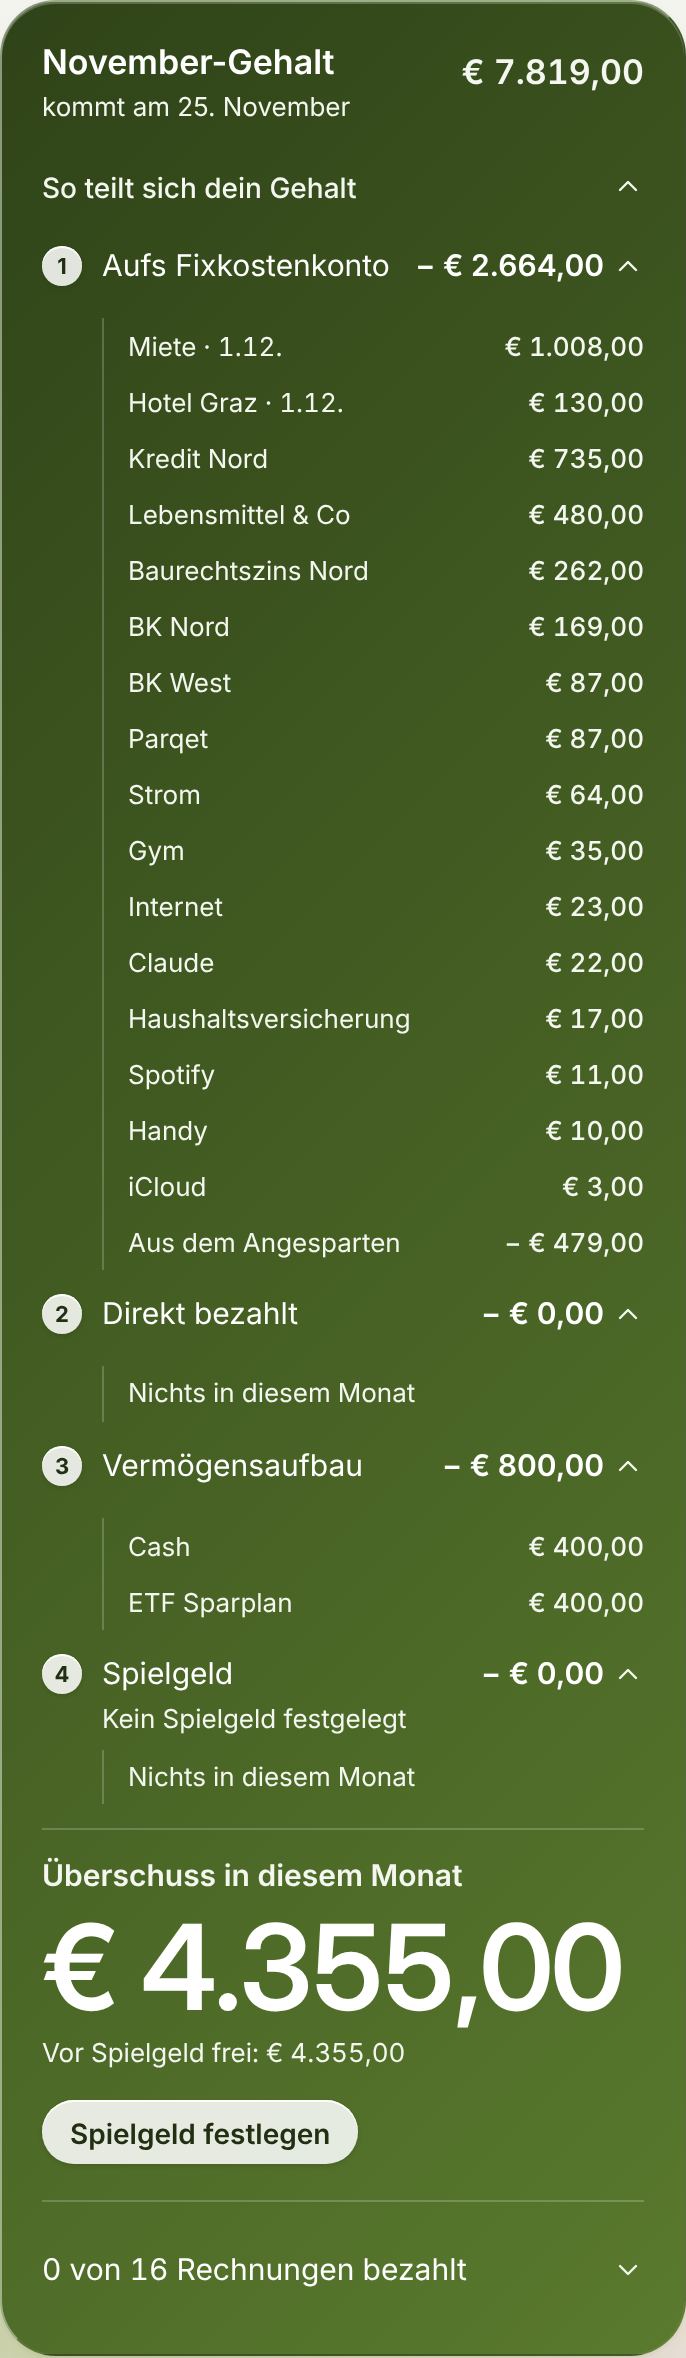 November-Gehalt € 7.819,00
kommt am 25. November
So teilt sich dein Gehalt
1 Aufs Fixkostenkonto – € 2.664,00
Miete · 1.12. € 1.008,00
Hotel Graz · 1.12. € 130,00
Kredit Nord € 735,00
Lebensmittel & Co € 480,00
Baurechtszins Nord € 262,00
BK Nord € 169,00
BK West € 87,00
Parqet € 87,00
Strom € 64,00
Gym € 35,00
Internet € 23,00
Claude € 22,00
Haushaltsversicherung € 17,00
Spotify € 11,00
Handy € 10,00
iCloud € 3,00
Aus dem Angesparten – € 479,00
2 Direkt bezahlt – € 0,00
Nichts in diesem Monat
3 Vermögensaufbau – € 800,00
Cash € 400,00
ETF Sparplan € 400,00
4 Spielgeld – € 0,00
Kein Spielgeld festgelegt
Nichts in diesem Monat
Überschuss in diesem Monat
€ 4.355,00
Vor Spielgeld frei: € 4.355,00
Spielgeld festlegen
0 von 16 Rechnungen bezahlt